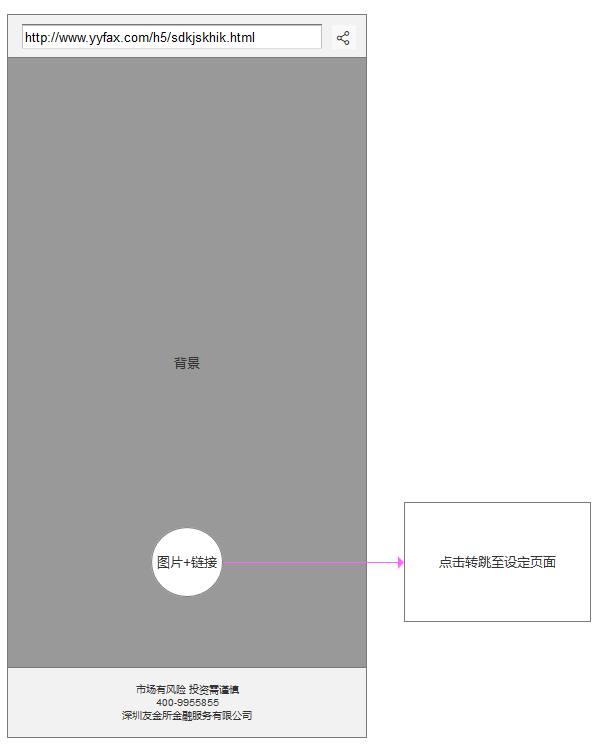 http://www.yyfax.com/h5/sdkjskhik.html
背景
图片+链接
点击转跳至设定页面
市场有风险 投资需谨慎
400-9955855
深圳友金所金融服务有限公司